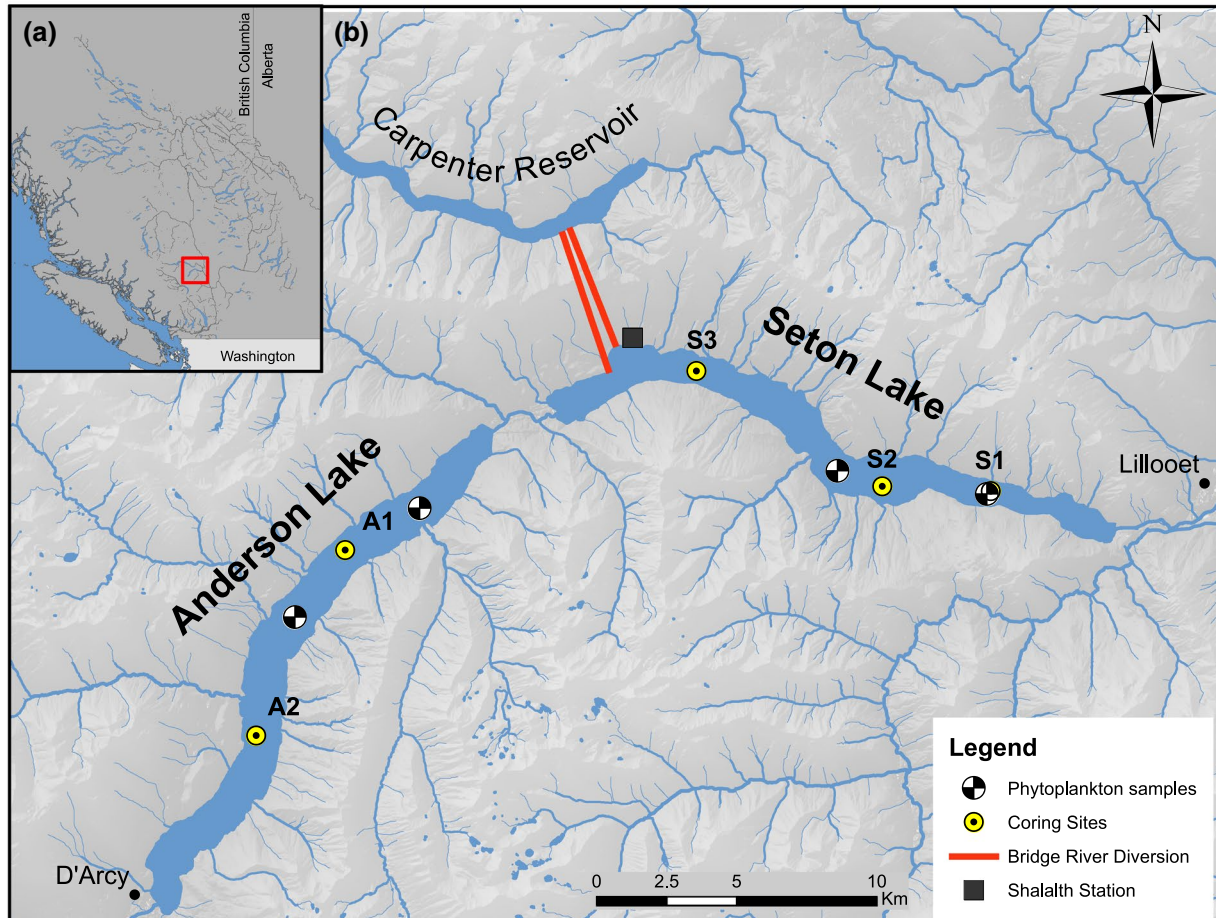 (a)
British Columbia
Alberta
Washington
(b)
N
Carpenter Reservoir
Seton Lake
S3
S2
S1
Lillooet
Anderson Lake
A1
A2
D'Arcy
Legend
Phytoplankton samples
Coring Sites
Bridge River Diversion
Shalalth Station
0 2.5 5 10
Km